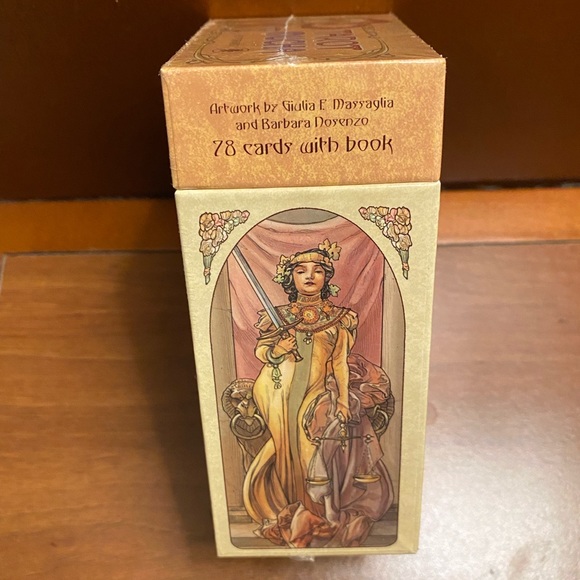 Artwork by Giulia F Massaglia
and Barbara Nosenzo
78 cards with book